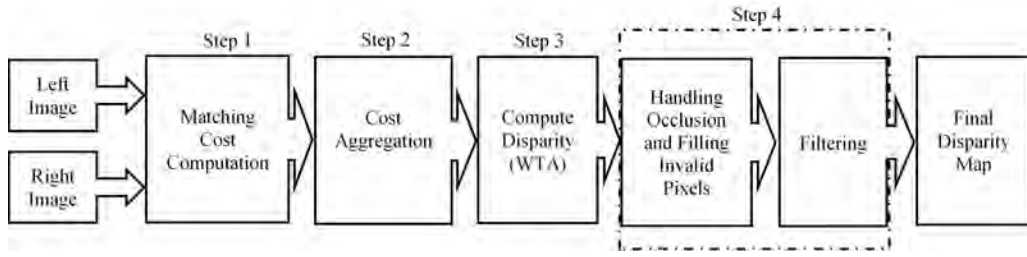 Step 1
Step 2
Step 3
Step 4
Left
Image
Right
Image
Matching
Cost
Computation
Cost
Aggregation
Compute
Disparity
(WTA)
Handling
Occlusion
and Filling
Invalid
Pixels
Filtering
Final
Disparity
Map